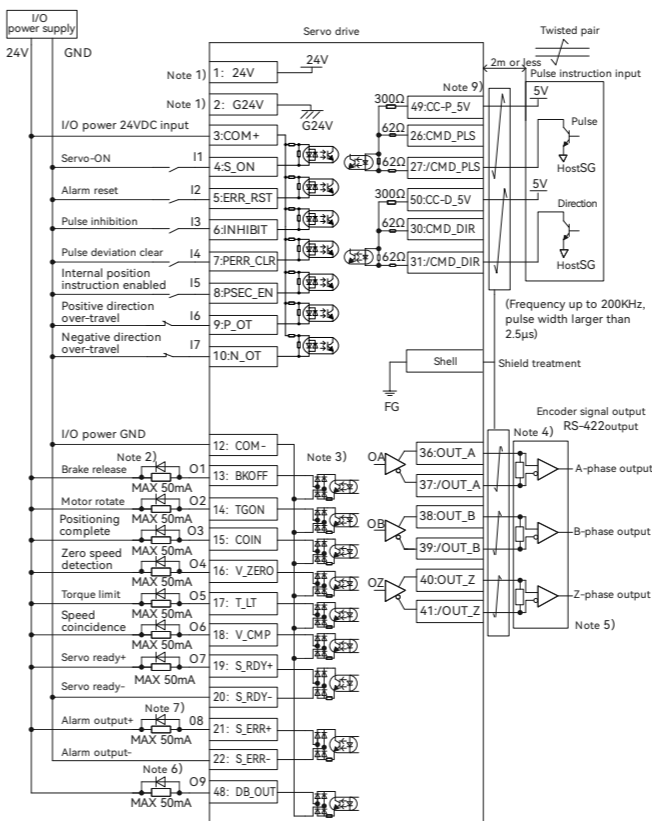 I/O
power supply
24V
GND
Servo drive
Twisted pair
2m or less
Pulse instruction input
Note 1)
1: 24V
24V
Note 1)
2: G24V
G24V
I/O power 24VDC input
3:COM+
Servo-ON
I1
4:S_ON
Alarm reset
I2
5:ERR_RST
Pulse inhibition
I3
6:INHIBIT
Pulse deviation clear
I4
7:PERR_CLR
Internal position
instruction enabled
I5
8:PSEC_EN
Positive direction
over-travel
I6
9:P_OT
Negative direction
over-travel
I7
10:N_OT
Note 9)
300Ω
49:CC-P_5V
5V
62Ω
26:CMD_PLS
Pulse
62Ω
27:/CMD_PLS
HostSG
300Ω
50:CC-D_5V
5V
62Ω
30:CMD_DIR
Direction
62Ω
31:/CMD_DIR
HostSG
(Frequency up to 200KHz,
pulse width larger than
2.5μs)
Shell
Shield treatment
FG
I/O power GND
12: COM-
Note 2)
Note 3)
Brake release
O1
13: BKOFF
MAX 50mA
Motor rotate
O2
14: TGON
MAX 50mA
Positioning
complete
O3
15: COIN
MAX 50mA
Zero speed
detection
O4
16: V_ZERO
MAX 50mA
Torque limit
O5
17: T_LT
MAX 50mA
Speed
coincidence
O6
18: V_CMP
MAX 50mA
Servo ready+
O7
19: S_RDY+
MAX 50mA
Servo ready-
20: S_RDY-
Note 7)
Alarm output+
08
21: S_ERR+
MAX 50mA
Alarm output-
22: S_ERR-
Note 6)
O9
48: DB_OUT
MAX 50mA
Encoder signal output
RS-422output
Note 4)
OA
36:OUT_A
37:/OUT_A
A-phase output
OB
38:OUT_B
39:/OUT_B
B-phase output
OZ
40:OUT_Z
41:/OUT_Z
Z-phase output
Note 5)